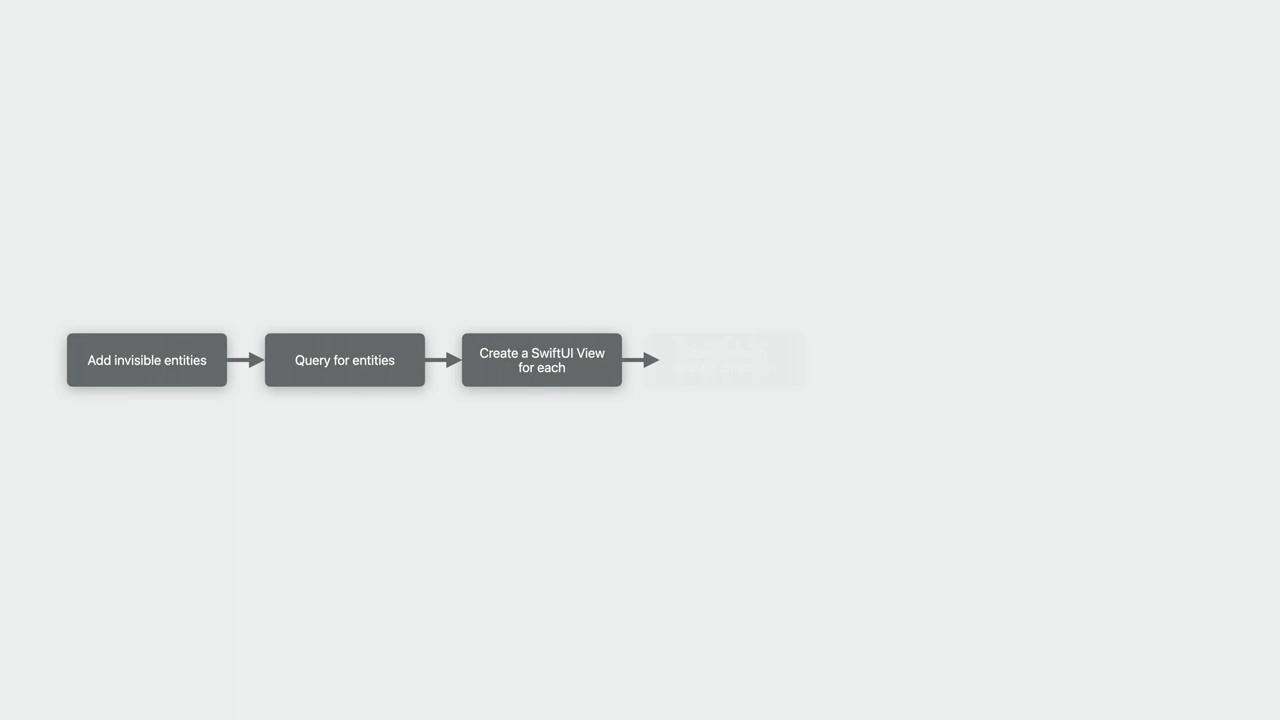 Add invisible entities
Query for entities
Create a SwiftUI View
for each